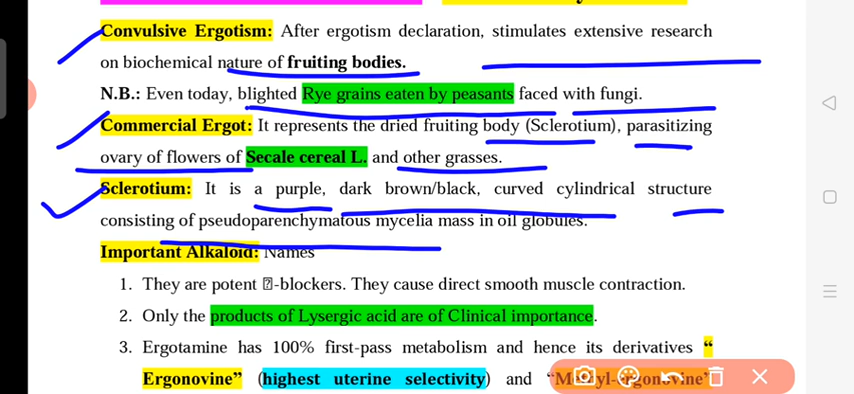 Convulsive Ergotism: After ergotism declaration, stimulates extensive research
on biochemical nature of fruiting bodies.
N.B.: Even today, blighted Rye grains eaten by peasants faced with fungi.
Commercial Ergot: It represents the dried fruiting body (Sclerotium), parasitizing
ovary of flowers of Secale cereal L. and other grasses.
Sclerotium: It is a purple, dark brown/black, curved cylindrical structure
consisting of pseudoparenchymatous mycelia mass in oil globules.
Important Alkaloid: Names
1. They are potent -blockers. They cause direct smooth muscle contraction.
2. Only the products of Lysergic acid are of Clinical importance.
3. Ergotamine has 100% first-pass metabolism and hence its derivatives “
Ergonovine” (highest uterine selectivity) and “Methyl-ergonovine”